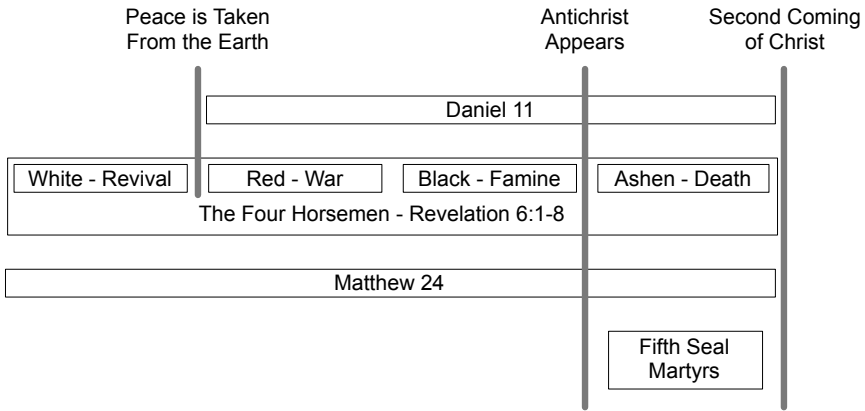 Peace is Taken
From the Earth
Antichrist
Appears
Second Coming
of Christ
Daniel 11
White - Revival
Red - War
Black - Famine
Ashen - Death
The Four Horsemen - Revelation 6:1-8
Matthew 24
Fifth Seal
Martyrs